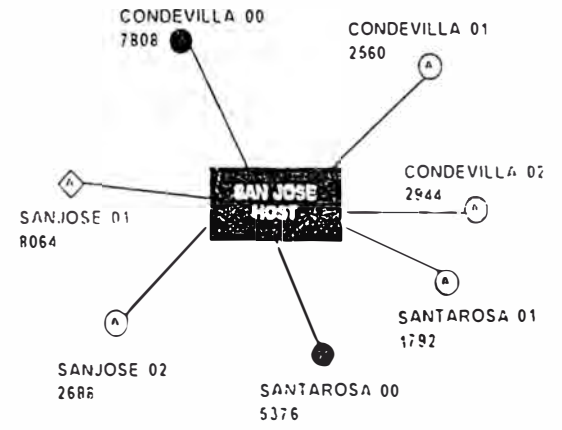 CONDEVILLA 00
7808
CONDEVILLA 01
2560
A
A
SAN JOSE
HOST
CONDEVILLA 02
2944
A
SANJOSE 01
8064
A
SANTAROSA 01
1792
A
SANJOSE 02
2688
SANTAROSA 00
5376